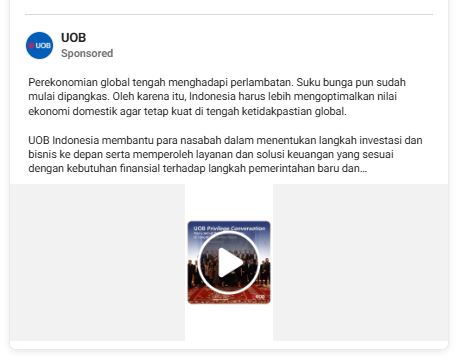 UOB
UOB
Sponsored
Perekonomian global tengah menghadapi perlambatan. Suku bunga pun sudah
mulai dipangkas. Oleh karena itu, Indonesia harus lebih mengoptimalkan nilai
ekonomi domestik agar tetap kuat di tengah ketidakpastian global.
UOB Indonesia membantu para nasabah dalam menentukan langkah investasi dan
bisnis ke depan serta memperoleh layanan dan solusi keuangan yang sesuai
dengan kebutuhan finansial terhadap langkah pemerintahan baru dan...
UOB Privilege Conversation
UOB